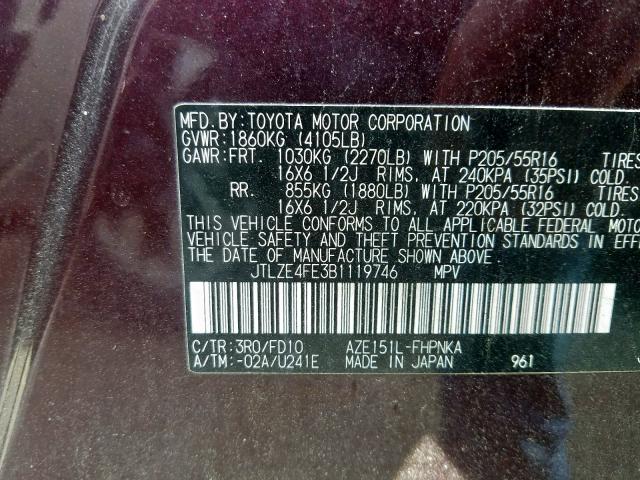 MFD. BY: TOYOTA MOTOR CORPORATION
GVWR: 1860KG (4105LB)
GAWR: FRT. 1030KG (2270LB) WITH P205/55R16 TIRES
16X6 1/2J RIMS, AT 240KPA (35PSI) COLD.
RR. 855KG (1880LB) WITH P205/55R16 TIRES
16X6 1/2J RIMS, AT 220KPA (32PSI) COLD.
THIS VEHICLE CONFORMS TO ALL APPLICABLE FEDERAL MOTO
VEHICLE SAFETY AND THEFT PREVENTION STANDARDS IN EFF
THE DATE OF MANUFACTURE SHOWN ABOVE.
JTLZE4FE3B1119746 MPV
C/TR: 3R0/FD10 AZE151L-FHPNKA
A/TM: -02A/U241E MADE IN JAPAN 961